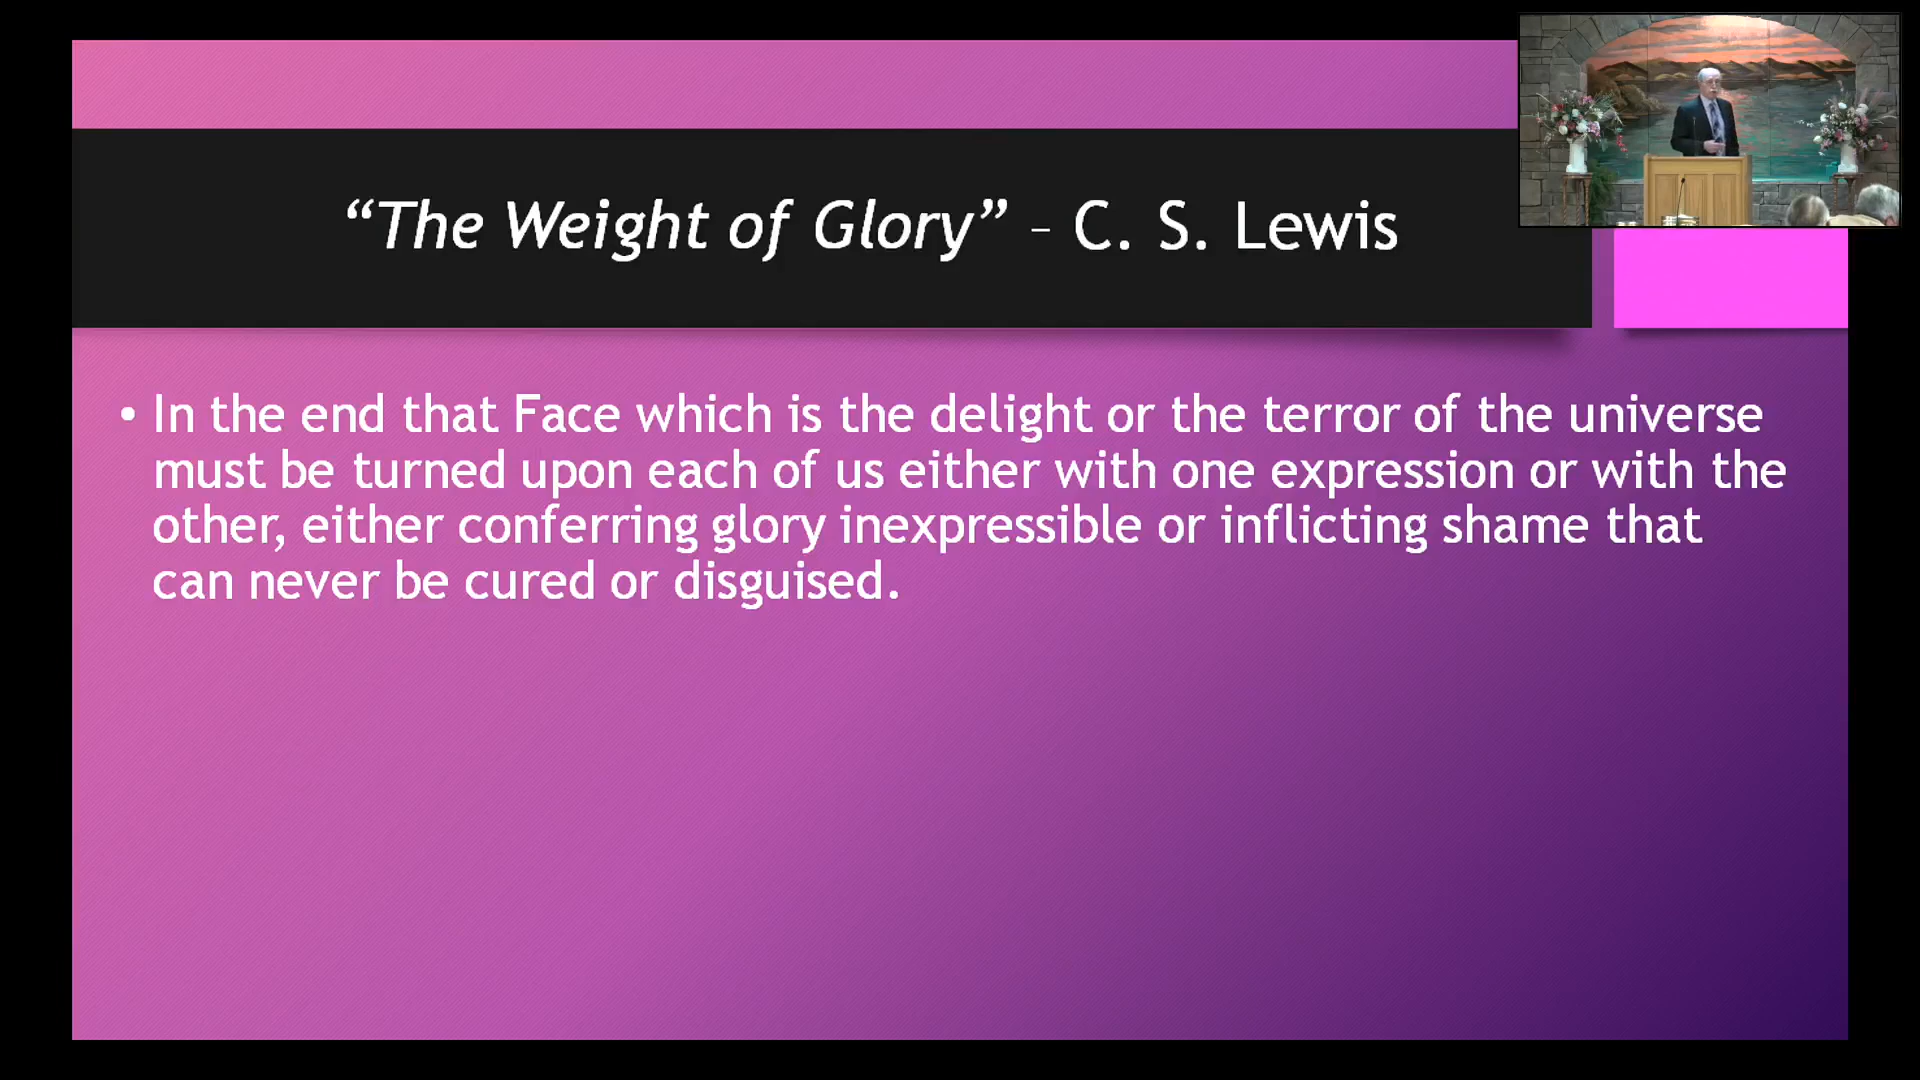 “The Weight of Glory” – C. S. Lewis
• In the end that Face which is the delight or the terror of the universe
must be turned upon each of us either with one expression or with the
other, either conferring glory inexpressible or inflicting shame that
can never be cured or disguised.